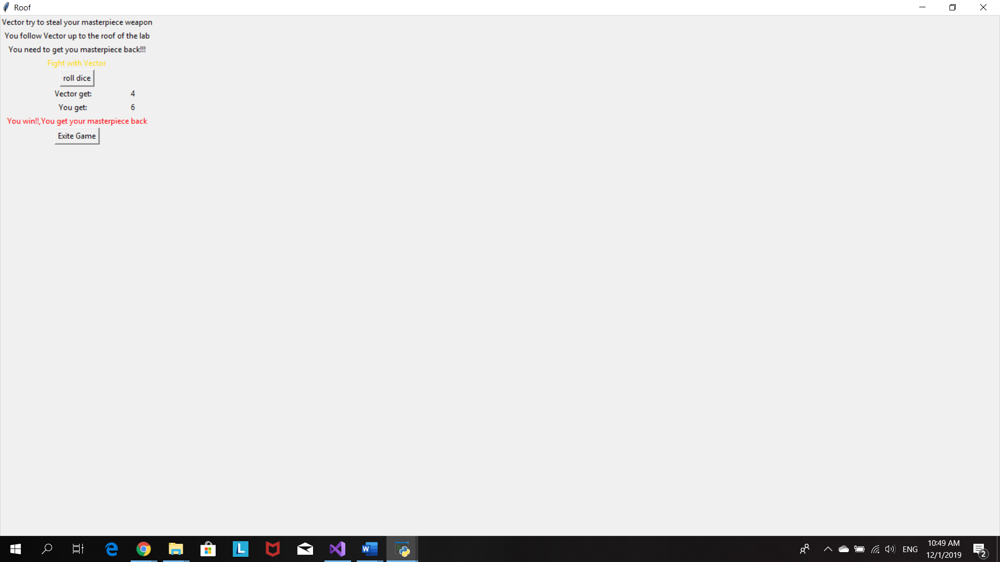 Roof
Vector try to steal your masterpiece weapon
You follow Vector up to the roof of the lab
You need to get you masterpiece back!!!
Fight with Vector
roll dice
Vector get: 4
You get: 6
You win!!,You get your masterpiece back
Exite Game
ENG
10:49 AM
12/1/2019
2